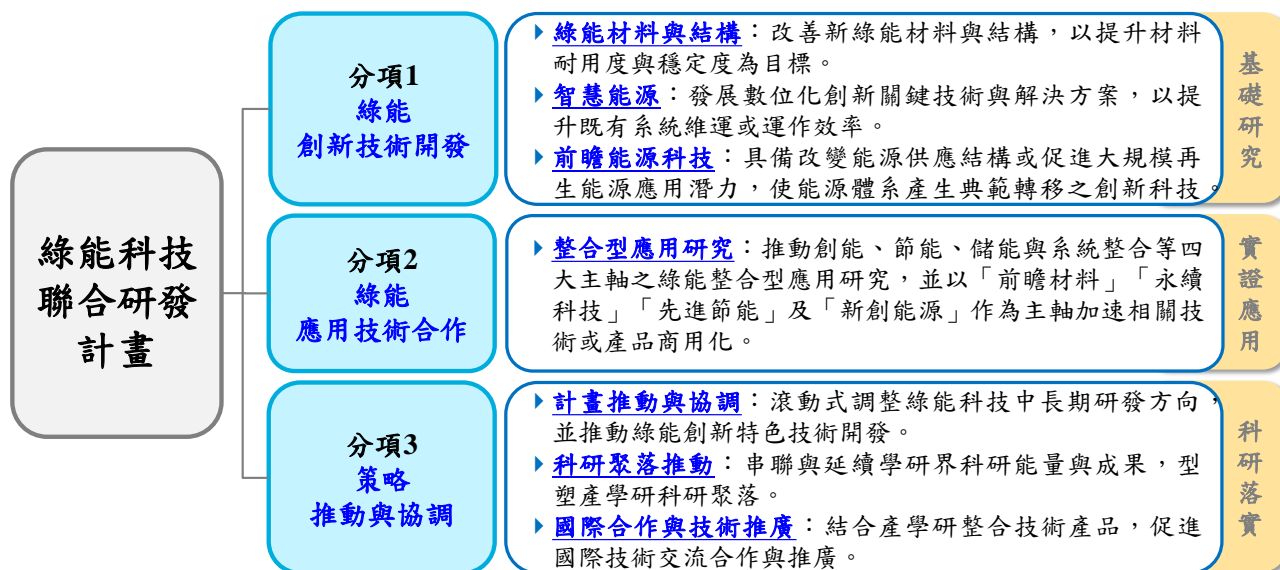 綠能科技
聯合研發
計畫
分項1
綠能
創新技術開發
綠能材料與結構：改善新綠能材料與結構，以提升材料
耐用度與穩定度為目標。
智慧能源：發展數位化創新關鍵技術與解決方案，以提
升既有系統維運或運作效率。
前瞻能源科技：具備改變能源供應結構或促進大規模再
生能源應用潛力，使能源體系產生典範轉移之創新科技。
基
礎
研
究
分項2
綠能
應用技術合作
整合型應用研究：推動創能、節能、儲能與系統整合等四
大主軸之綠能整合型應用研究，並以「前瞻材料」「永續
科技」「先進節能」及「新創能源」作為主軸加速相關技
術或產品商用化。
實
證
應
用
分項3
策略
推動與協調
計畫推動與協調：滾動式調整綠能科技中長期研發方向，
並推動綠能創新特色技術開發。
科研聚落推動：串聯與延續學研界科研能量與成果，型
塑產學研科研聚落。
國際合作與技術推廣：結合產學研整合技術產品，促進
國際技術交流合作與推廣。
科
研
落
實